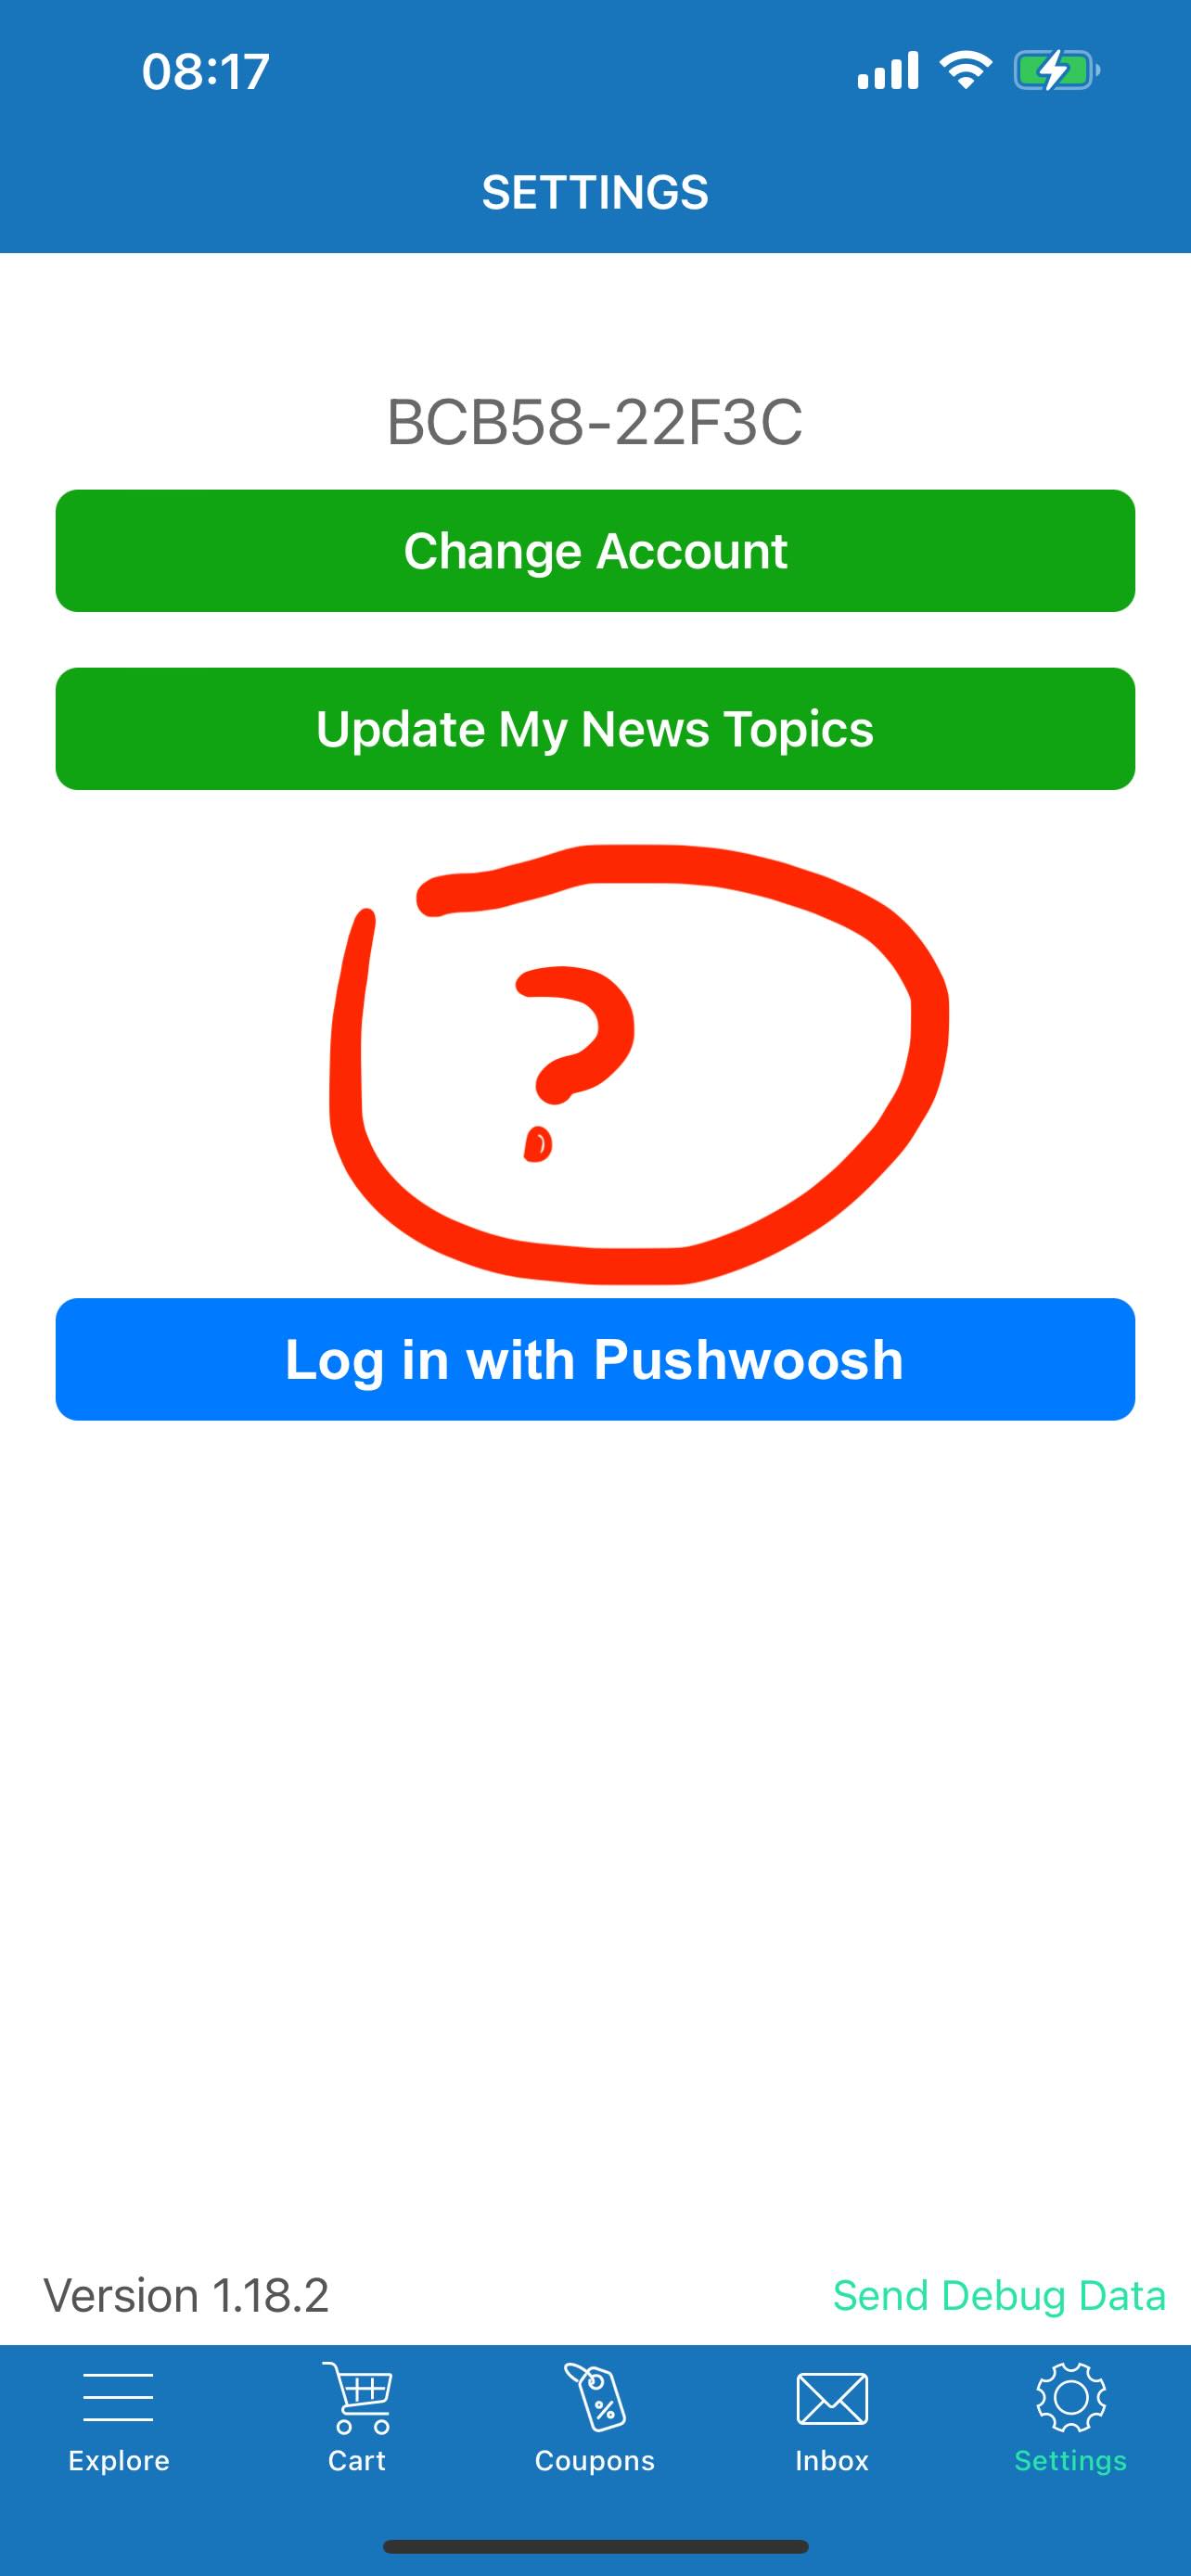 08:17
SETTINGS
BCB58-22F3C
Change Account
Update My News Topics
?
Log in with Pushwoosh
Version 1.18.2
Send Debug Data
%
Explore
Cart
Coupons
Inbox
Settings